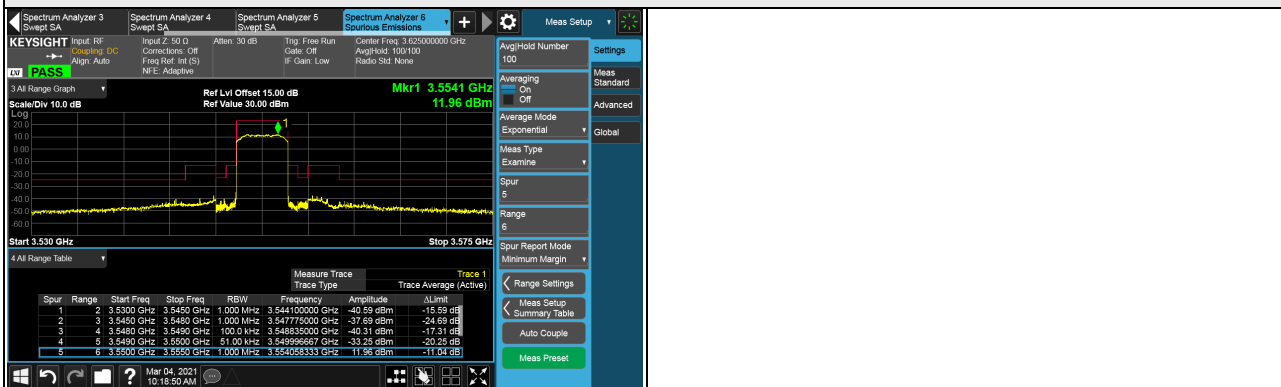 Spectrum Analyzer 3
Swept SA
Spectrum Analyzer 4
Swept SA
Spectrum Analyzer 5
Swept SA
Spectrum Analyzer 6
Spurious Emissions
+
Meas Setup
KEYSIGHT
Input: RF
Coupling: DC
Align: Auto
Input Z: 50 Ω
Corrections: Off
Freq Ref: Int (S)
NFE: Adaptive
Atten: 30 dB
Trig: Free Run
Gate: Off
IF Gain: Low
Center Freq: 3.625000000 GHz
Avg|Hold: 100/100
Radio Std: None
LXI PASS
3 All Range Graph
Scale/Div 10.0 dB
Ref Lvl Offset 15.00 dB
Ref Value 30.00 dBm
Mkr1 3.5541 GHz
11.96 dBm
Log
20.0
10.0
0.00
-10.0
-20.0
-30.0
-40.0
-50.0
-60.0
1
Start 3.530 GHz
Stop 3.575 GHz
4 All Range Table
Measure Trace Trace 1
Trace Type Trace Average (Active)
Spur Range Start Freq Stop Freq RBW Frequency Amplitude ΔLimit
1 2 3.5300 GHz 3.5450 GHz 1.000 MHz 3.544100000 GHz -40.59 dBm -15.59 dB
2 3 3.5450 GHz 3.5480 GHz 1.000 MHz 3.547775000 GHz -37.69 dBm -24.69 dB
3 4 3.5480 GHz 3.5490 GHz 100.0 kHz 3.548835000 GHz -40.31 dBm -17.31 dB
4 5 3.5490 GHz 3.5500 GHz 51.00 kHz 3.549996667 GHz -33.25 dBm -20.25 dB
5 6 3.5500 GHz 3.5550 GHz 1.000 MHz 3.554058333 GHz 11.96 dBm -11.04 dB
?
Mar 04, 2021
10:18:50 AM
Avg|Hold Number
100
Averaging
On
Off
Average Mode
Exponential
Meas Type
Examine
Spur
5
Range
6
Spur Report Mode
Minimum Margin
Range Settings
Meas Setup
Summary Table
Auto Couple
Meas Preset
Settings
Meas
Standard
Advanced
Global